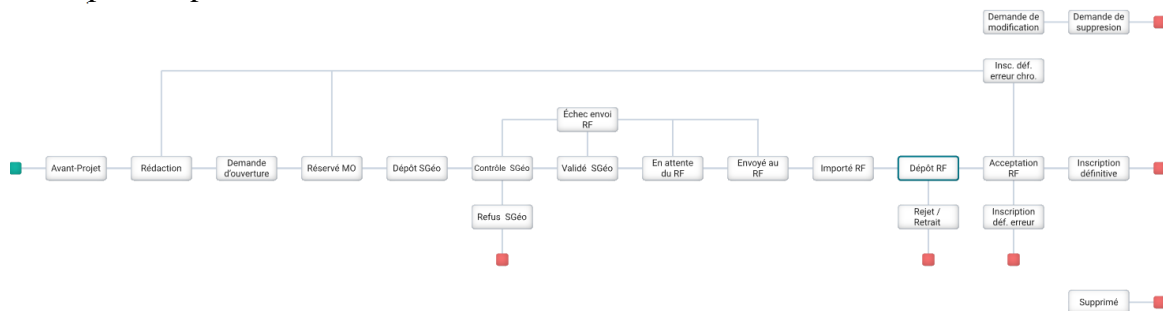 Demande de
modification
Demande de
suppresion
Insc. déf.
erreur chro.
Échec envoi
RF
Avant-Projet
Rédaction
Demande
d'ouverture
Réservé MO
Dépôt SGéo
Contrôle SGéo
Validé SGéo
En attente
du RF
Envoyé au
RF
Importé RF
Dépôt RF
Acceptation
RF
Inscription
définitive
Refus SGéo
Rejet /
Retrait
Inscription
déf. erreur
Supprimé